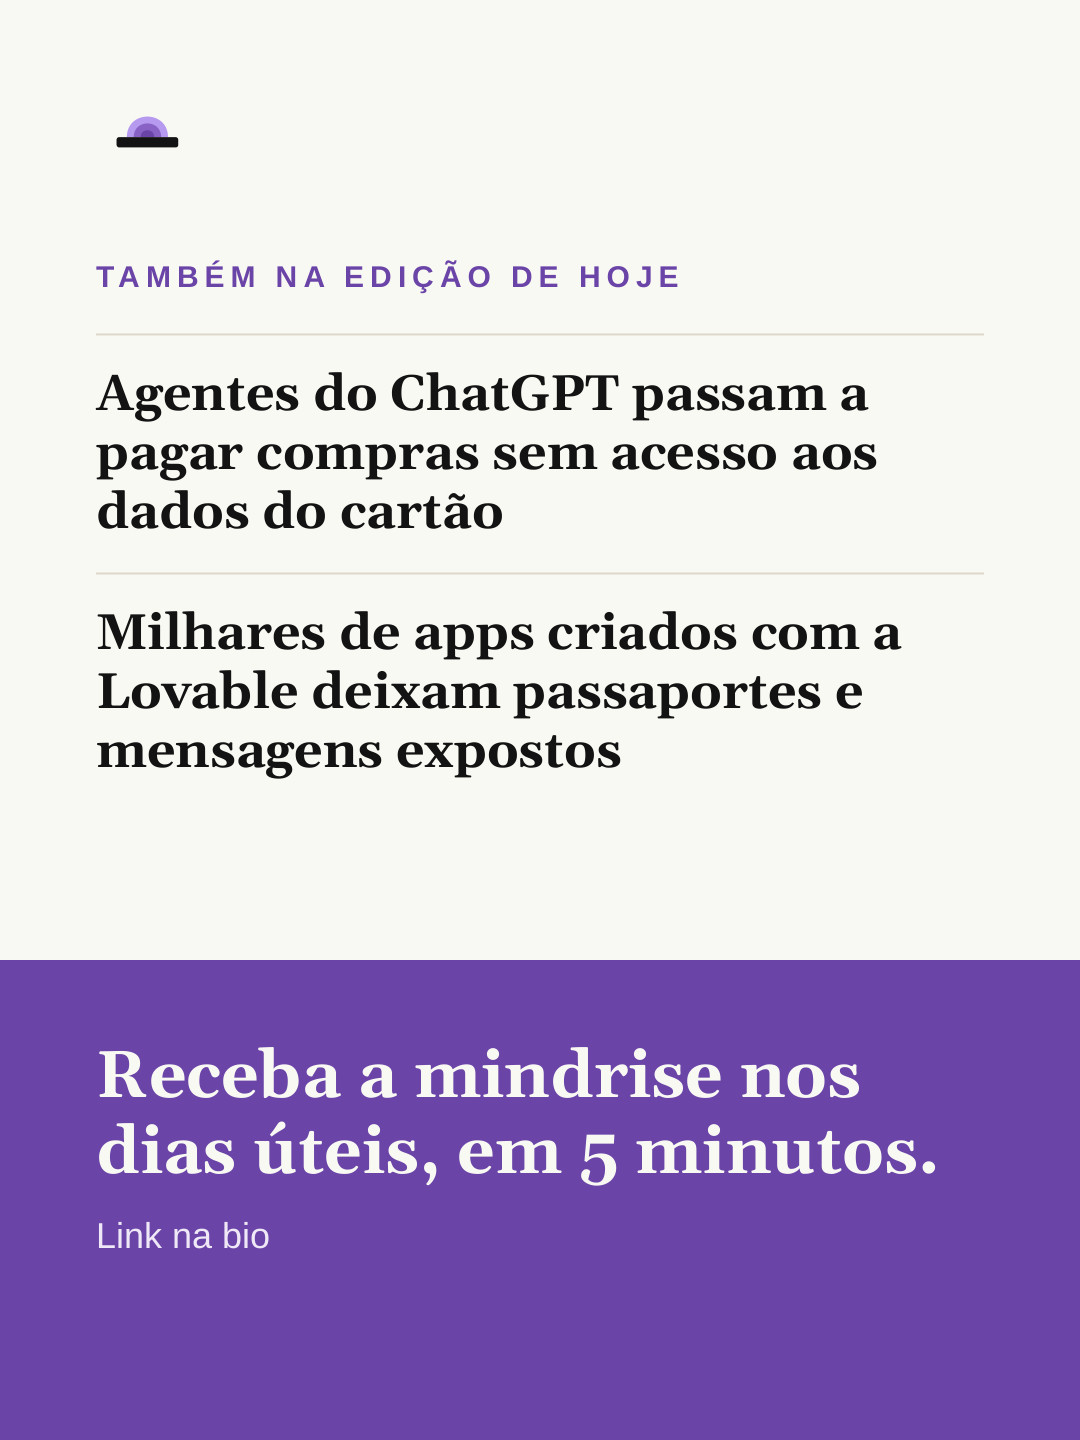 TAMBÉM NA EDIÇÃO DE HOJE
Agentes do ChatGPT passam a
pagar compras sem acesso aos
dados do cartão
Milhares de apps criados com a
Lovable deixam passaportes e
mensagens expostos
Receba a mindrise nos
dias úteis, em 5 minutos.
Link na bio